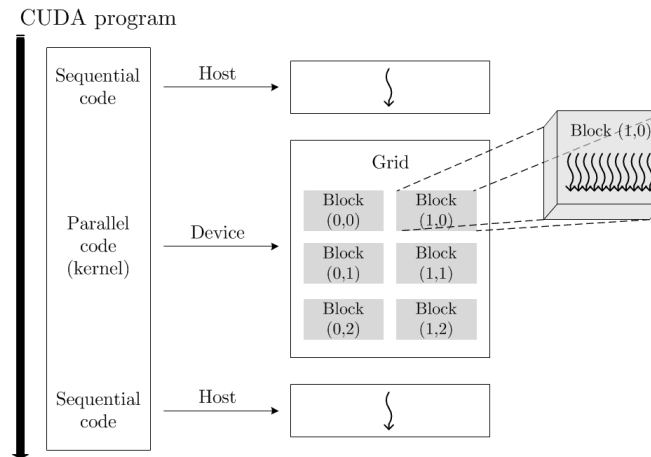 CUDA program
Sequential
code
Host
Parallel
code
(kernel)
Device
Grid
Block
(0,0)
Block
(1,0)
Block
(0,1)
Block
(1,1)
Block
(0,2)
Block
(1,2)
Block (1,0)
Sequential
code
Host